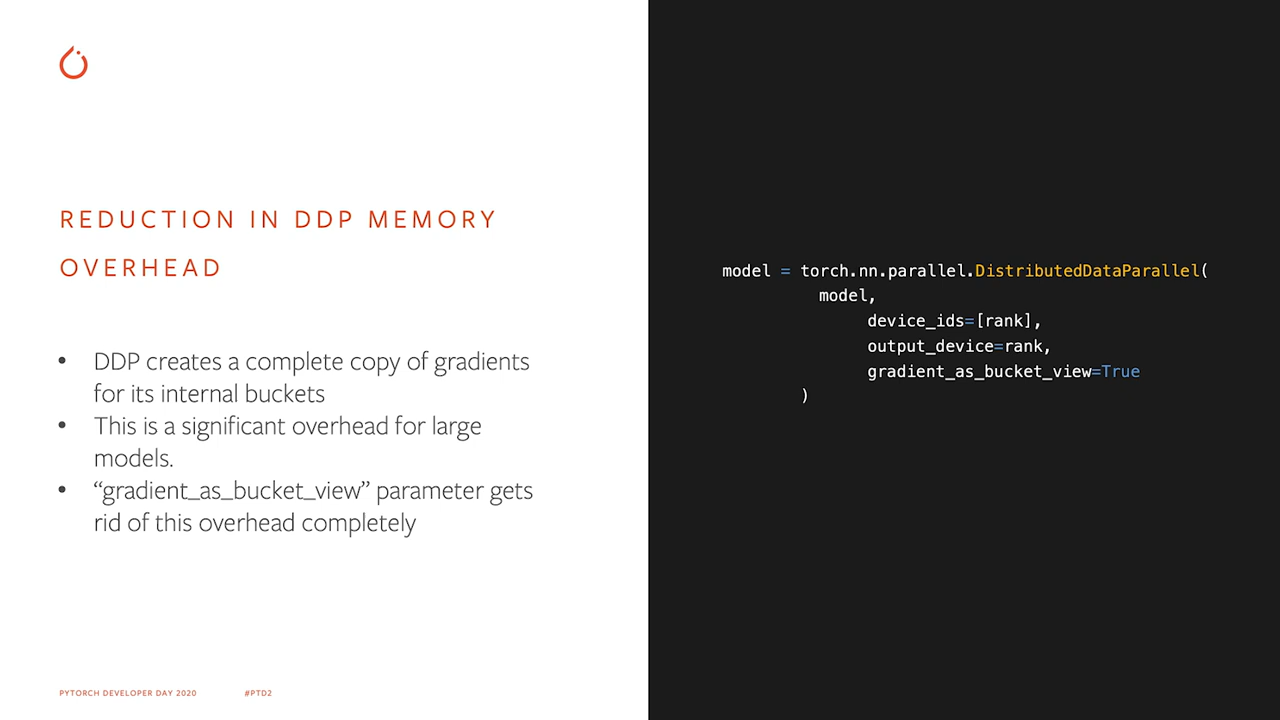 REDUCTION IN DDP MEMORY
OVERHEAD
• DDP creates a complete copy of gradients
for its internal buckets
• This is a significant overhead for large
models.
• “gradient_as_bucket_view” parameter gets
rid of this overhead completely
PYTORCH DEVELOPER DAY 2020 #PTD2
model = torch.nn.parallel.DistributedDataParallel(
model,
device_ids=[rank],
output_device=rank,
gradient_as_bucket_view=True
)